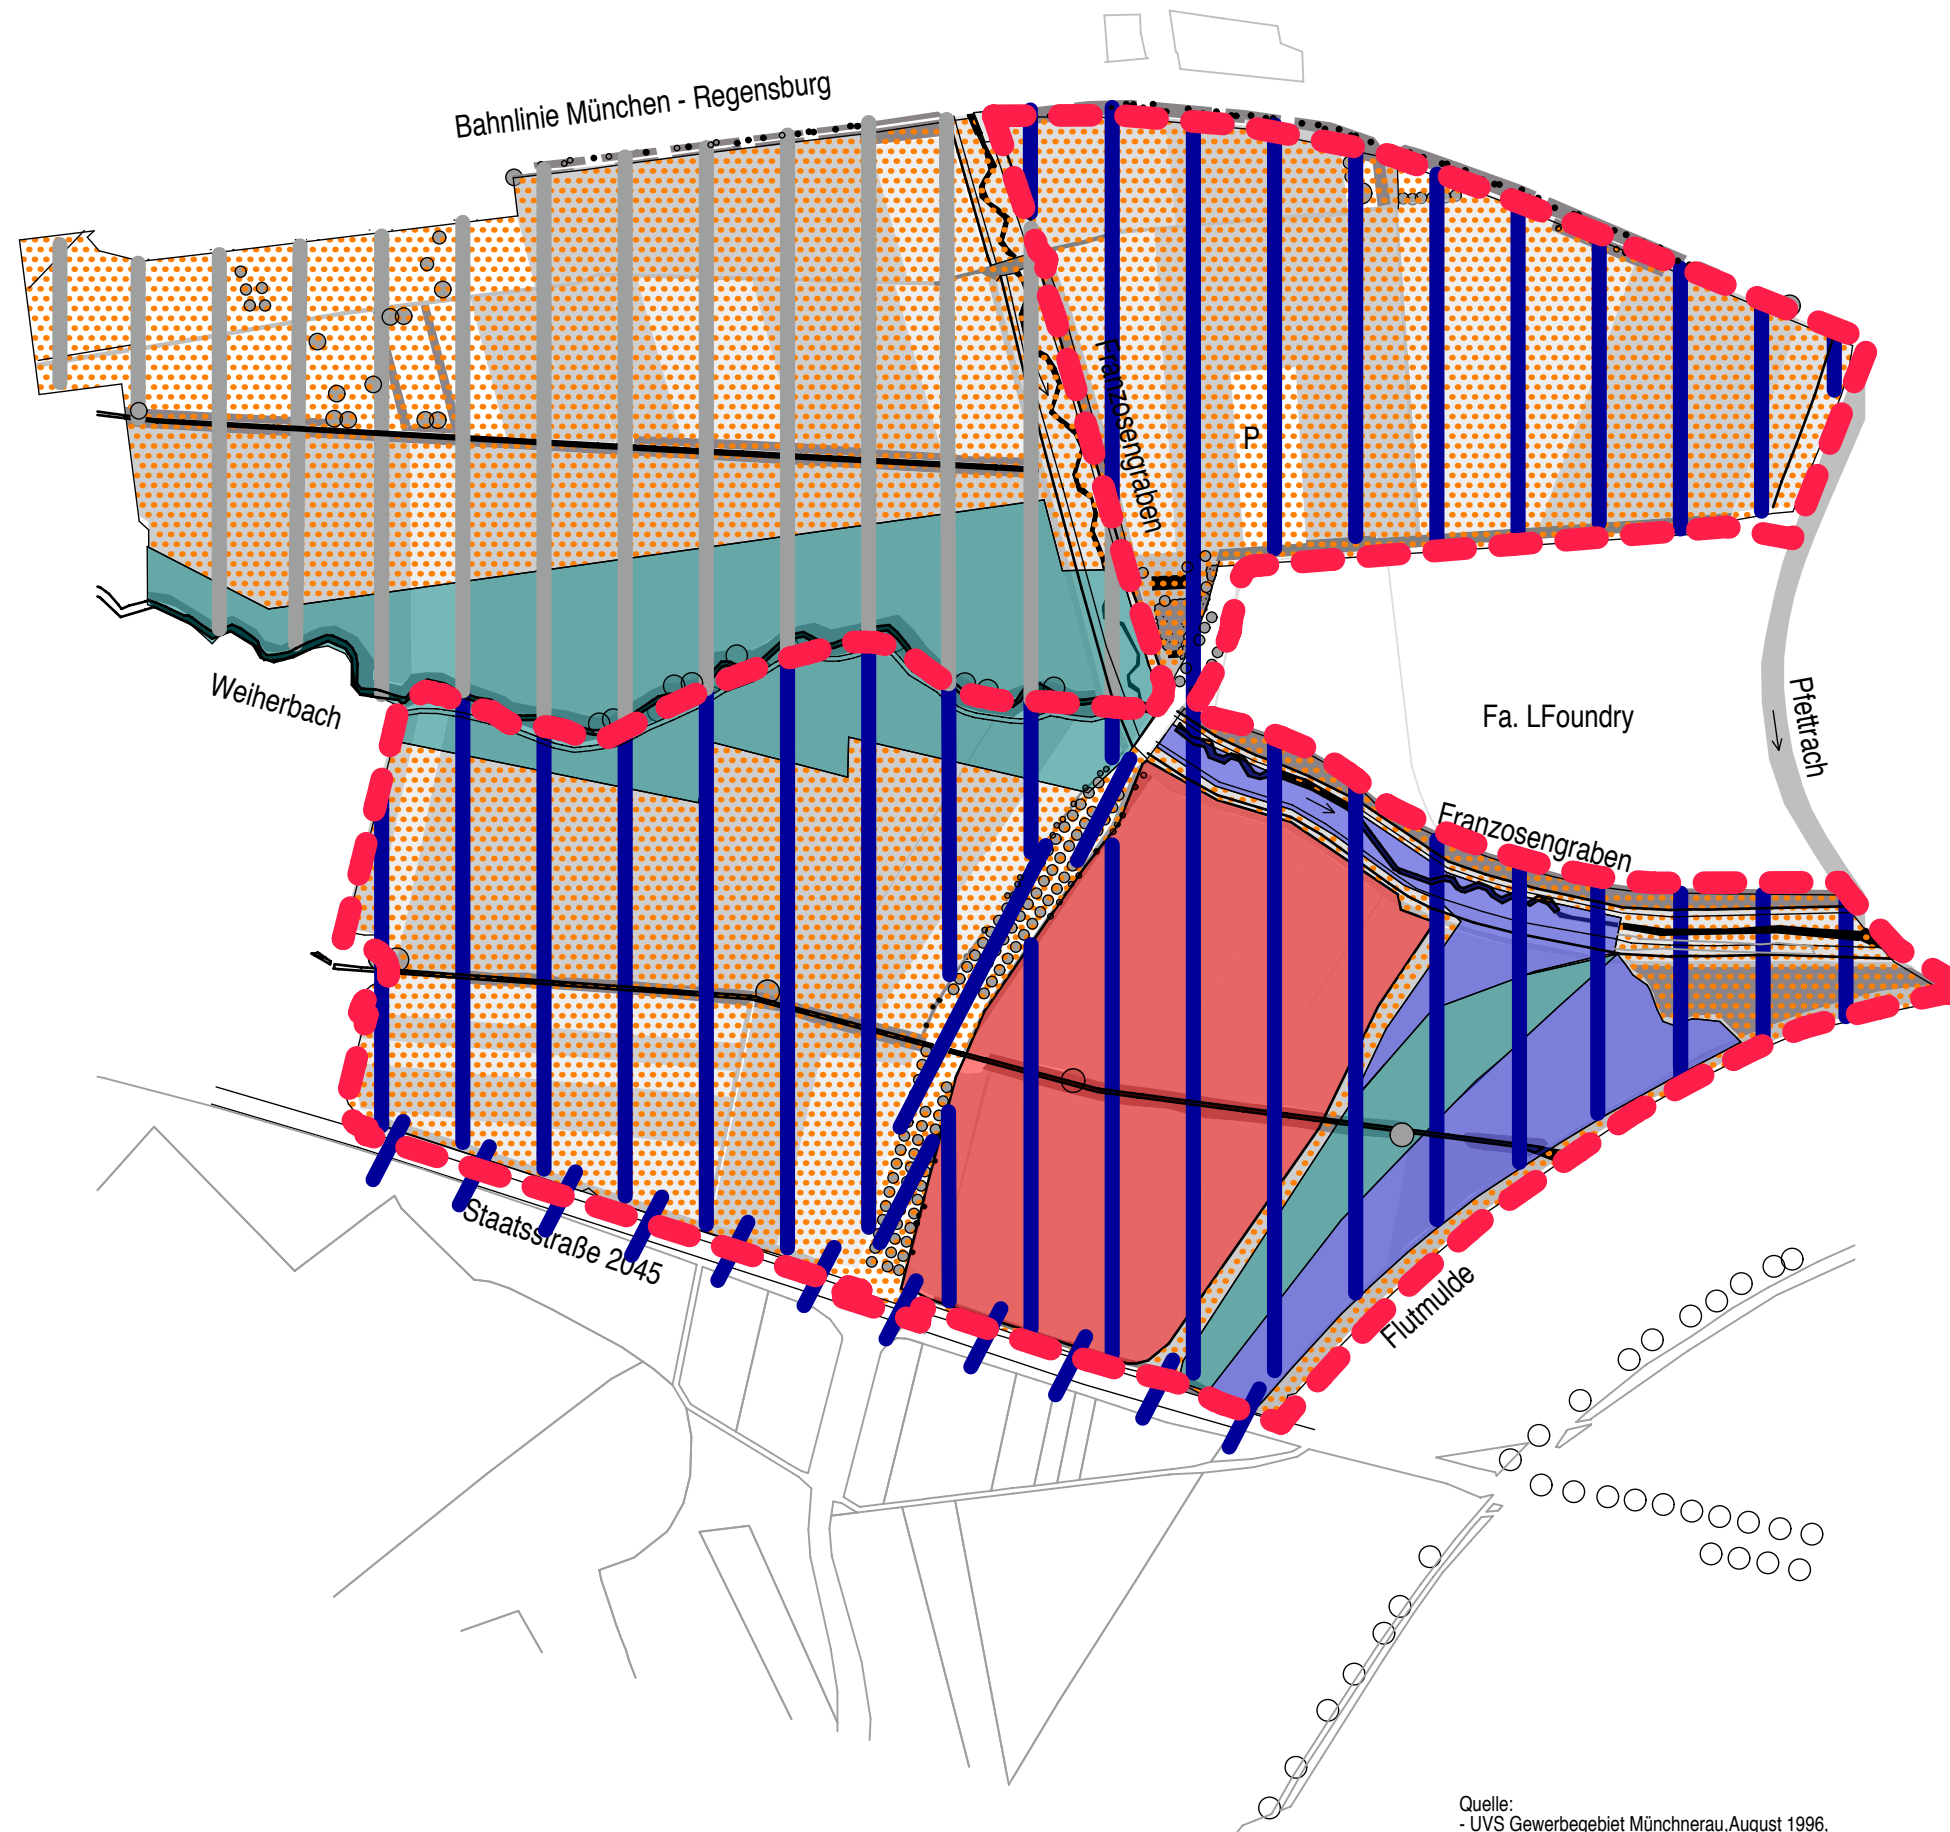 Bahnlinie München - Regensburg
Franzosengraben
P
Weiherbach
Fa. LFoundry
Pfettrach
Franzosengraben
Staatsstraße 2045
Flutmulde
Quelle:
- UVS Gewerbegebiet Münchnerau,August 1996,